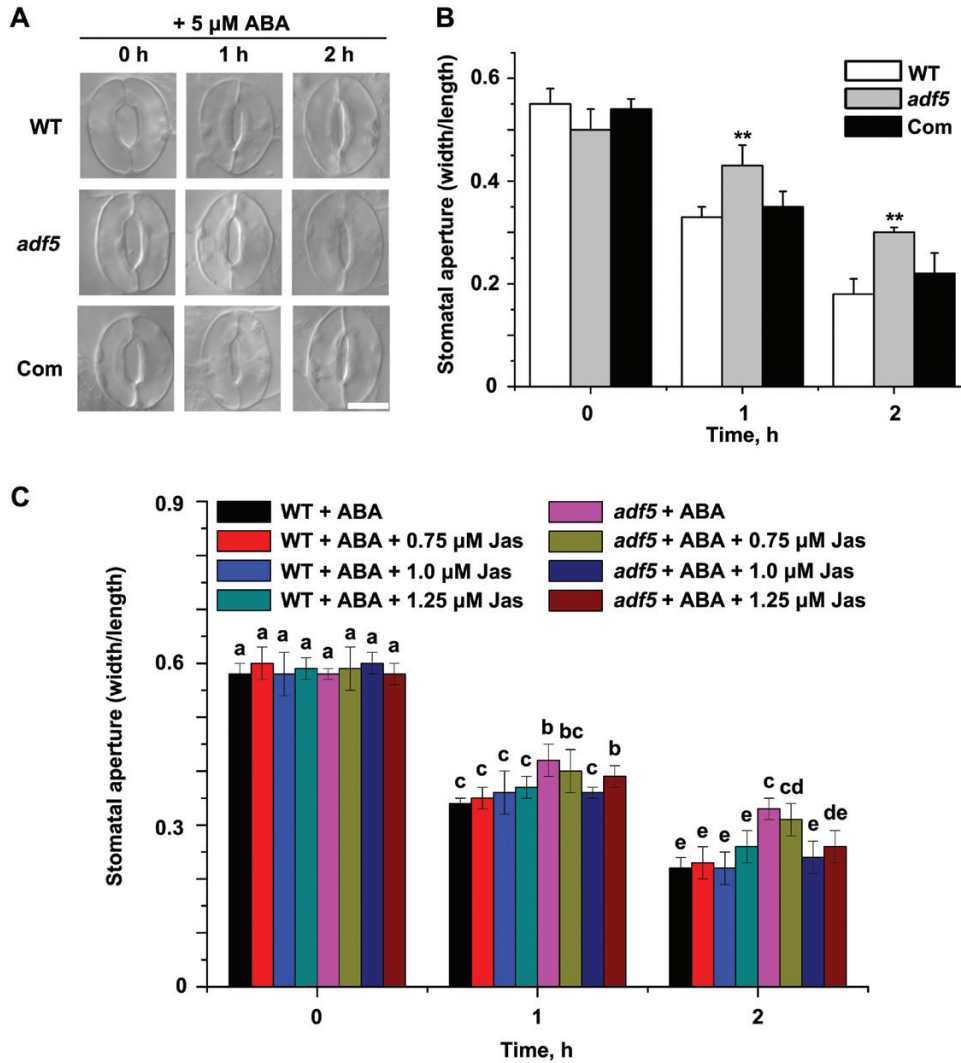 A
+ 5 µM ABA
0 h 1 h 2 h
WT
adf5
Com
B
Stomatal aperture (width/length)
0.6
0.4
0.2
0
WT
adf5
Com
**
**
0 1 2
Time, h
C
Stomatal aperture (width/length)
0.9
0.6
0.3
0
WT + ABA
WT + ABA + 0.75 µM Jas
WT + ABA + 1.0 µM Jas
WT + ABA + 1.25 µM Jas
adf5 + ABA
adf5 + ABA + 0.75 µM Jas
adf5 + ABA + 1.0 µM Jas
adf5 + ABA + 1.25 µM Jas
a a a a a a a a
c c c c b bc c b
e e e e c cd e de
0 1 2
Time, h